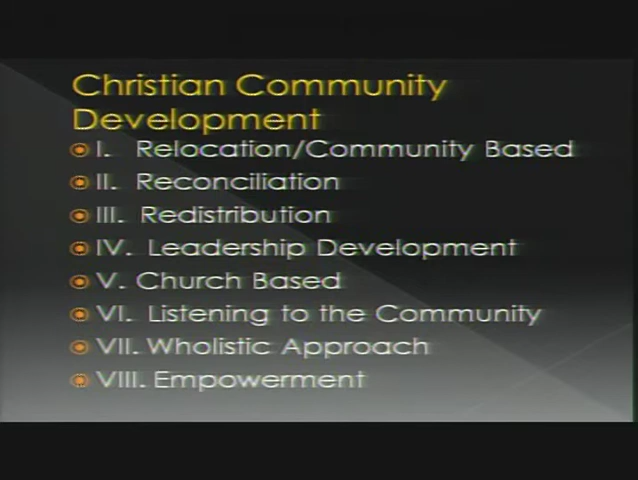 Christian Community
Development
I. Relocation/Community Based
II. Reconciliation
III. Redistribution
IV. Leadership Development
V. Church Based
VI. Listening to the Community
VII. Wholistic Approach
VIII. Empowerment